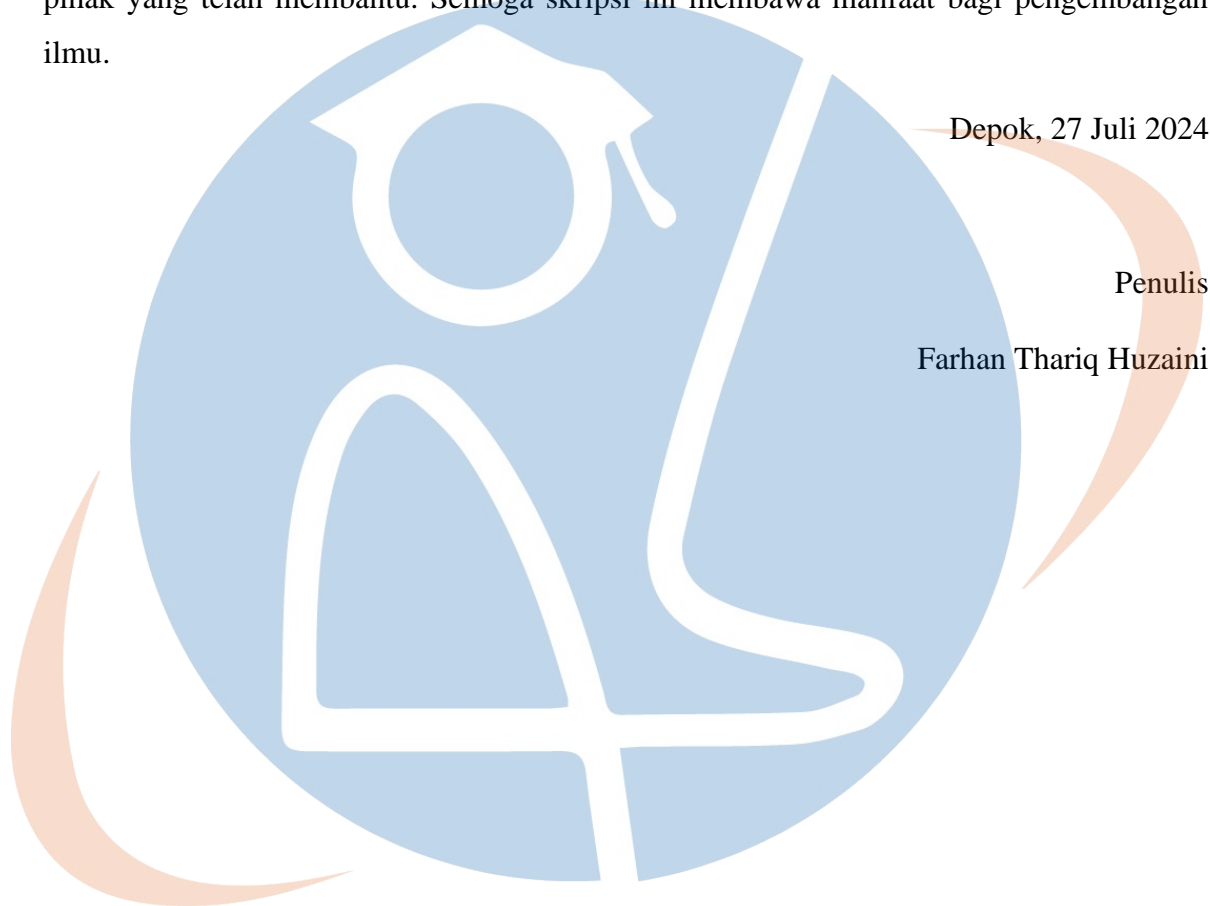 pihak yang telah membantu. Semoga skripsi ini membawa manfaat bagi pengembangan
ilmu.
Depok, 27 Juli 2024
Penulis
Farhan Thariq Huzaini